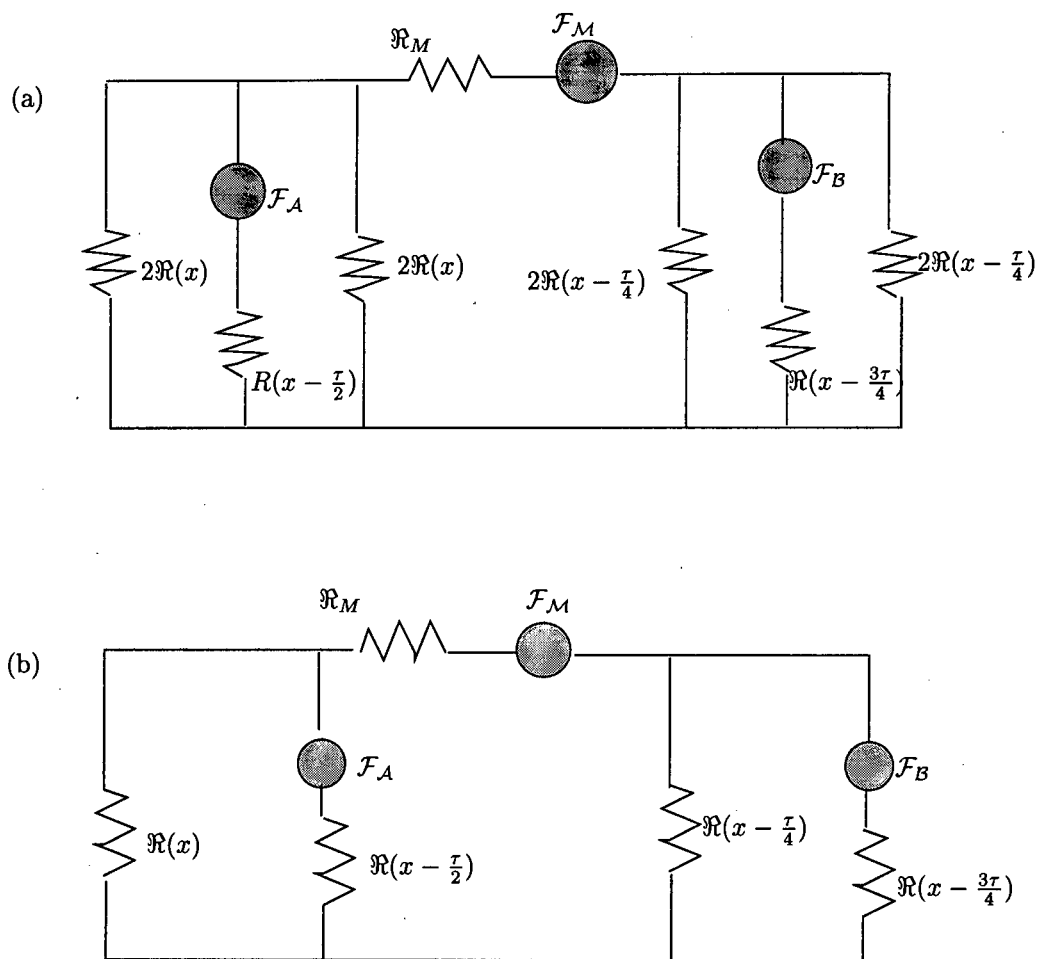 (a)
ℜ_M
ℱ_ℳ
ℱ_𝒜
ℱ_ℬ
2ℜ(x)
2ℜ(x)
2ℜ(x − τ/4)
2ℜ(x − τ/4)
R(x − τ/2)
ℜ(x − 3τ/4)
(b)
ℜ_M
ℱ_ℳ
ℱ_𝒜
ℱ_ℬ
ℜ(x)
ℜ(x − τ/2)
ℜ(x − τ/4)
ℜ(x − 3τ/4)